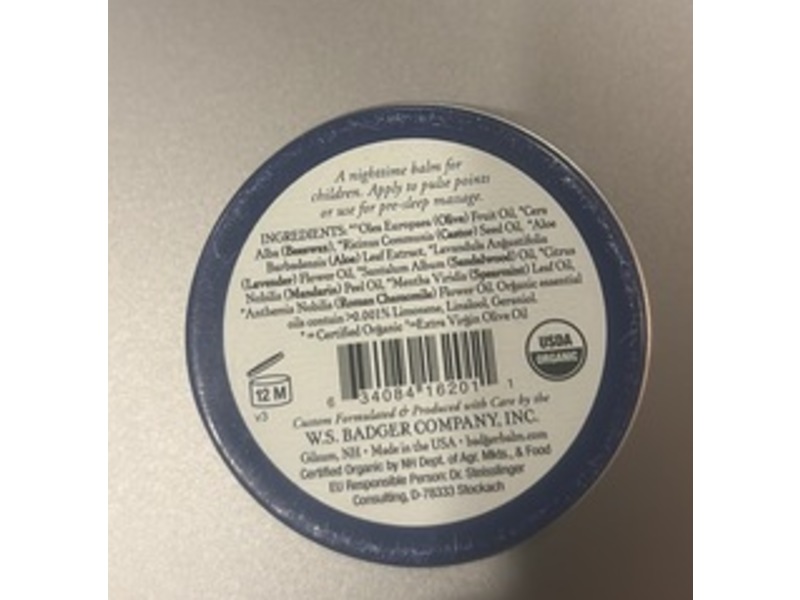 A nighttime balm for
children. Apply to pulse points
or use for pre-sleep massage.
INGREDIENTS: *°Olea Europaea (Olive) Fruit Oil, *Cera
Alba (Beeswax), *Ricinus Communis (Castor) Seed Oil, *Aloe
Barbadensis (Aloe) Leaf Extract, *Lavandula Angustifolia
(Lavender) Flower Oil, *Santalum Album (Sandalwood) Oil, *Citrus
Nobilis (Mandarin) Peel Oil, *Mentha Viridis (Spearmint) Leaf Oil,
*Anthemis Nobilis (Roman Chamomile) Flower Oil. Organic essential
oils contain >0.001% Limonene, Linalool, Geraniol.
* = Certified Organic °=Extra Virgin Olive Oil
USDA
ORGANIC
12 M
V3
6 34084 16201 1
Custom Formulated & Produced with Care by the
W.S. BADGER COMPANY, INC.
Gilsum, NH • Made in the USA • badgerbalm.com
Certified Organic by NH Dept. of Agr. Mkts., & Food
EU Responsible Person: Dr. Steisslinger
Consulting, D-78333 Stockach